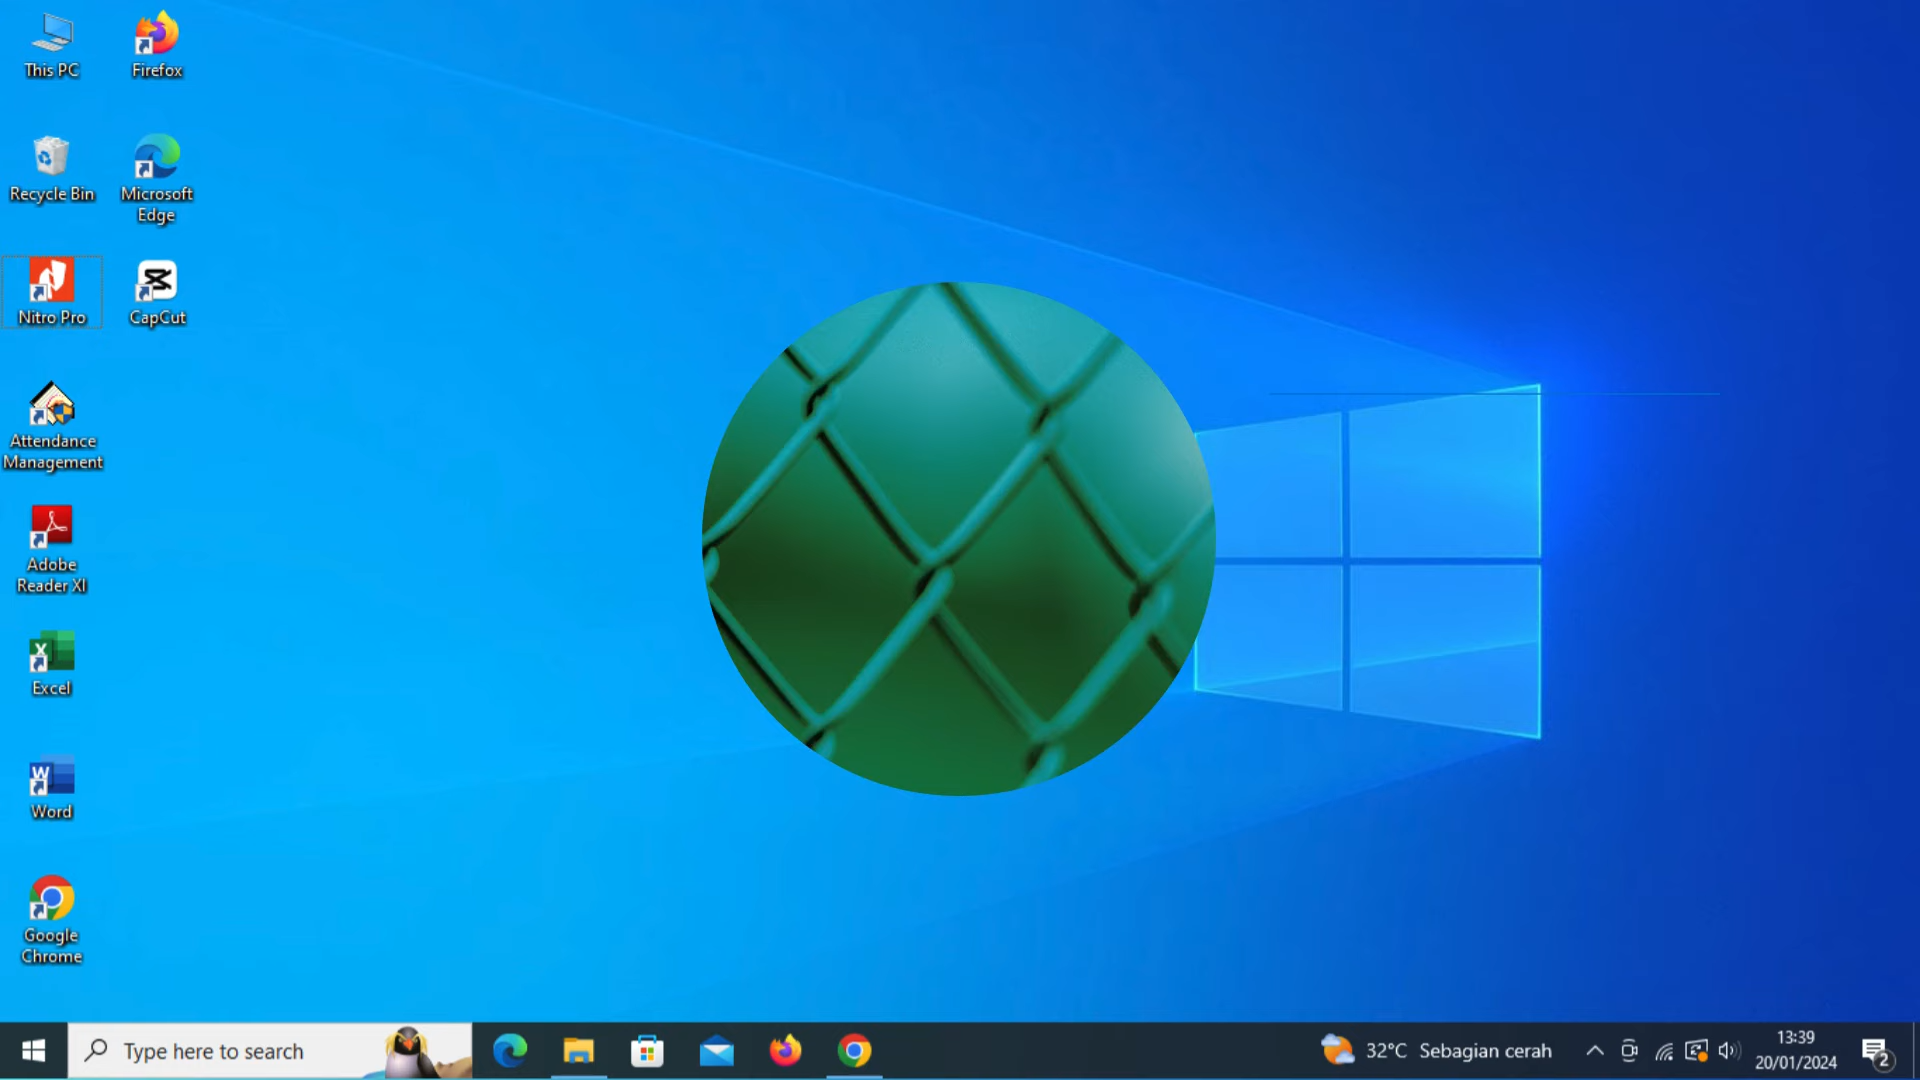 This PC
Firefox
Recycle Bin
Microsoft
Edge
Nitro Pro
CapCut
Attendance
Management
Adobe
Reader XI
Excel
Word
Google
Chrome
Type here to search
32°C Sebagian cerah
13:39
20/01/2024
2